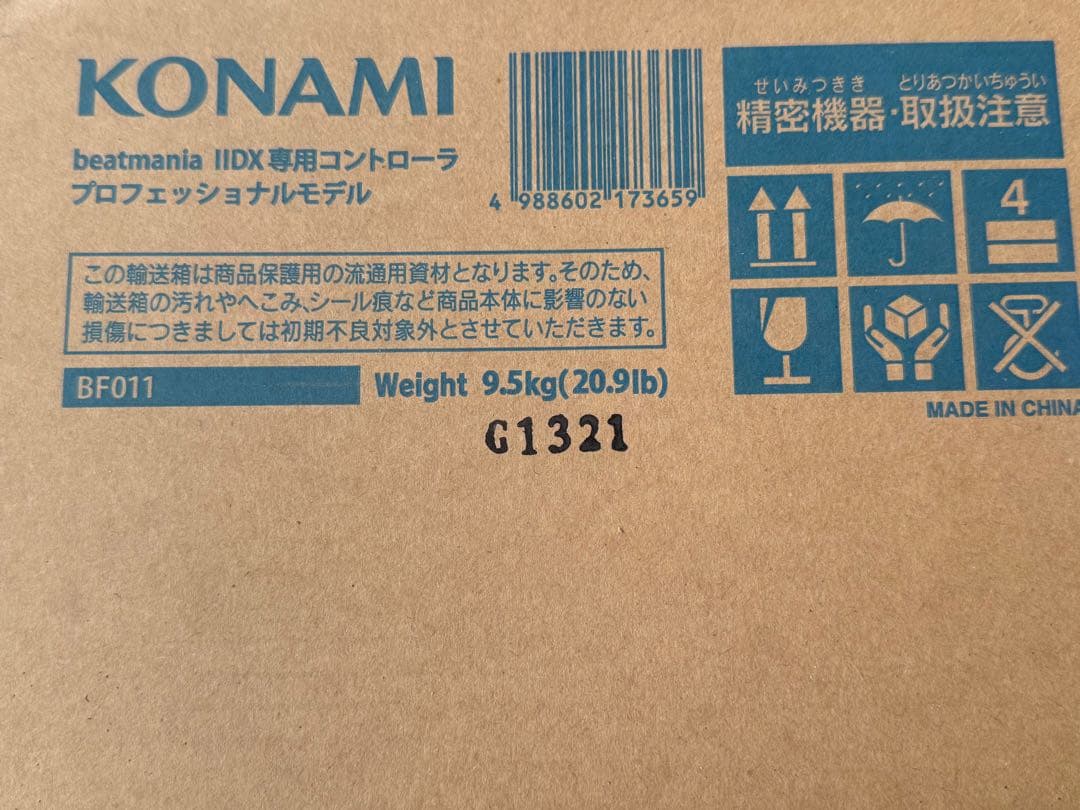 KONAMI
beatmania IIDX専用コントローラ
プロフェッショナルモデル
4 988602 173659
せいみつきき とりあつかいちゅうい
精密機器・取扱注意
4
この輸送箱は商品保護用の流通用資材となります。そのため、
輸送箱の汚れやへこみ、シール痕など商品本体に影響のない
損傷につきましては初期不良対象外とさせていただきます。
BF011
Weight 9.5kg(20.9lb)
MADE IN CHINA
G1321